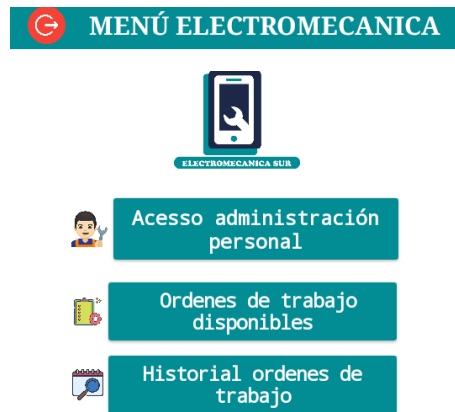 MENÚ ELECTROMECANICA
ELECTROMECANICA SUR
Acesso administración
personal
Ordenes de trabajo
disponibles
Historial ordenes de
trabajo